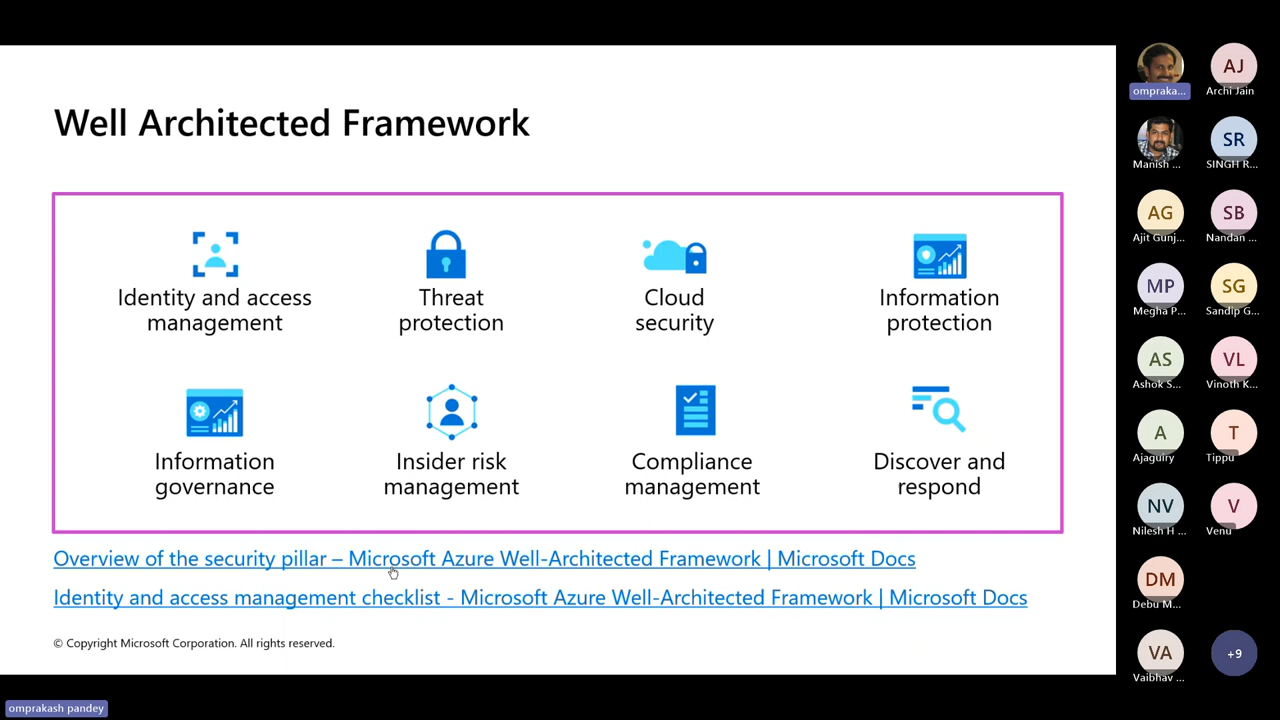 Well Architected Framework
Identity and access
management
Threat
protection
Cloud
security
Information
protection
Information
governance
Insider risk
management
Compliance
management
Discover and
respond
Overview of the security pillar – Microsoft Azure Well-Architected Framework | Microsoft Docs
Identity and access management checklist - Microsoft Azure Well-Architected Framework | Microsoft Docs
© Copyright Microsoft Corporation. All rights reserved.
ompraka...
AJ
Archi Jain
Manish ...
SR
SINGH R...
AG
Ajit Gunj...
SB
Nandan ...
MP
Megha P...
SG
Sandip G...
AS
Ashok S...
VL
Vinoth K...
A
Ajaguiry
T
Tippu
NV
Nilesh H ...
V
Venu
DM
Debu M...
VA
Vaibhav ...
+9
omprakash pandey